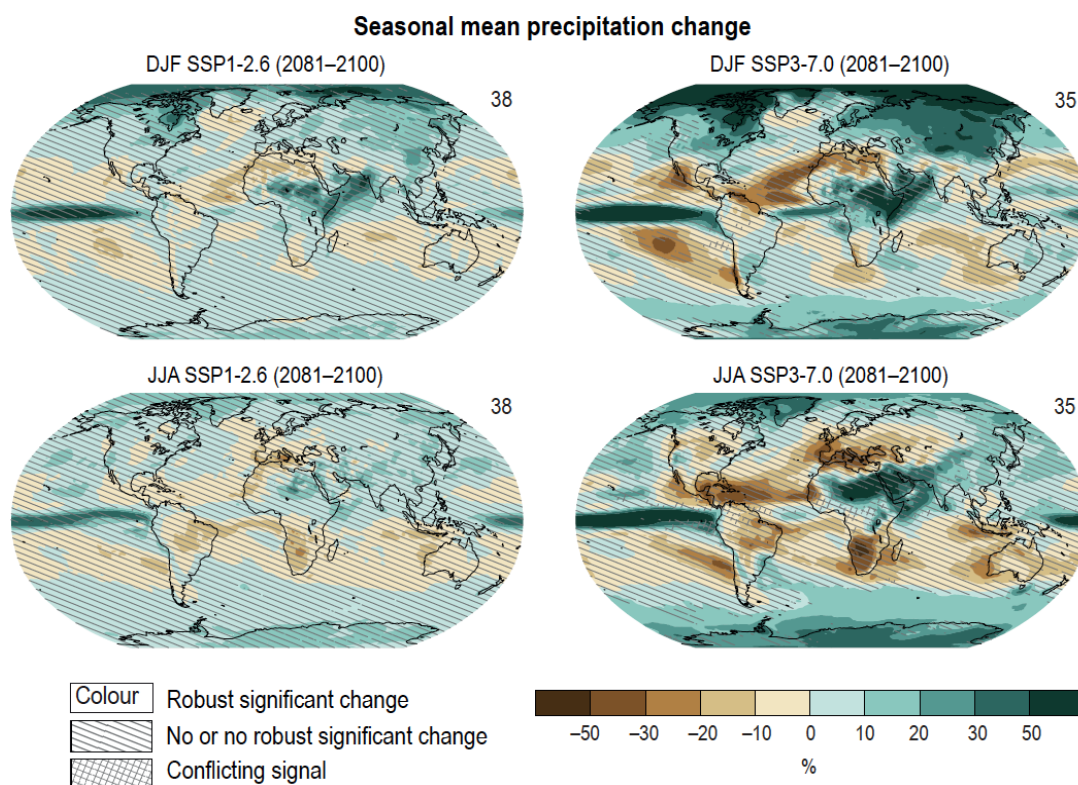 Seasonal mean precipitation change
DJF SSP1-2.6 (2081–2100)
38
DJF SSP3-7.0 (2081–2100)
35
JJA SSP1-2.6 (2081–2100)
38
JJA SSP3-7.0 (2081–2100)
35
Colour Robust significant change
No or no robust significant change
Conflicting signal
–50 –30 –20 –10 0 10 20 30 50
%